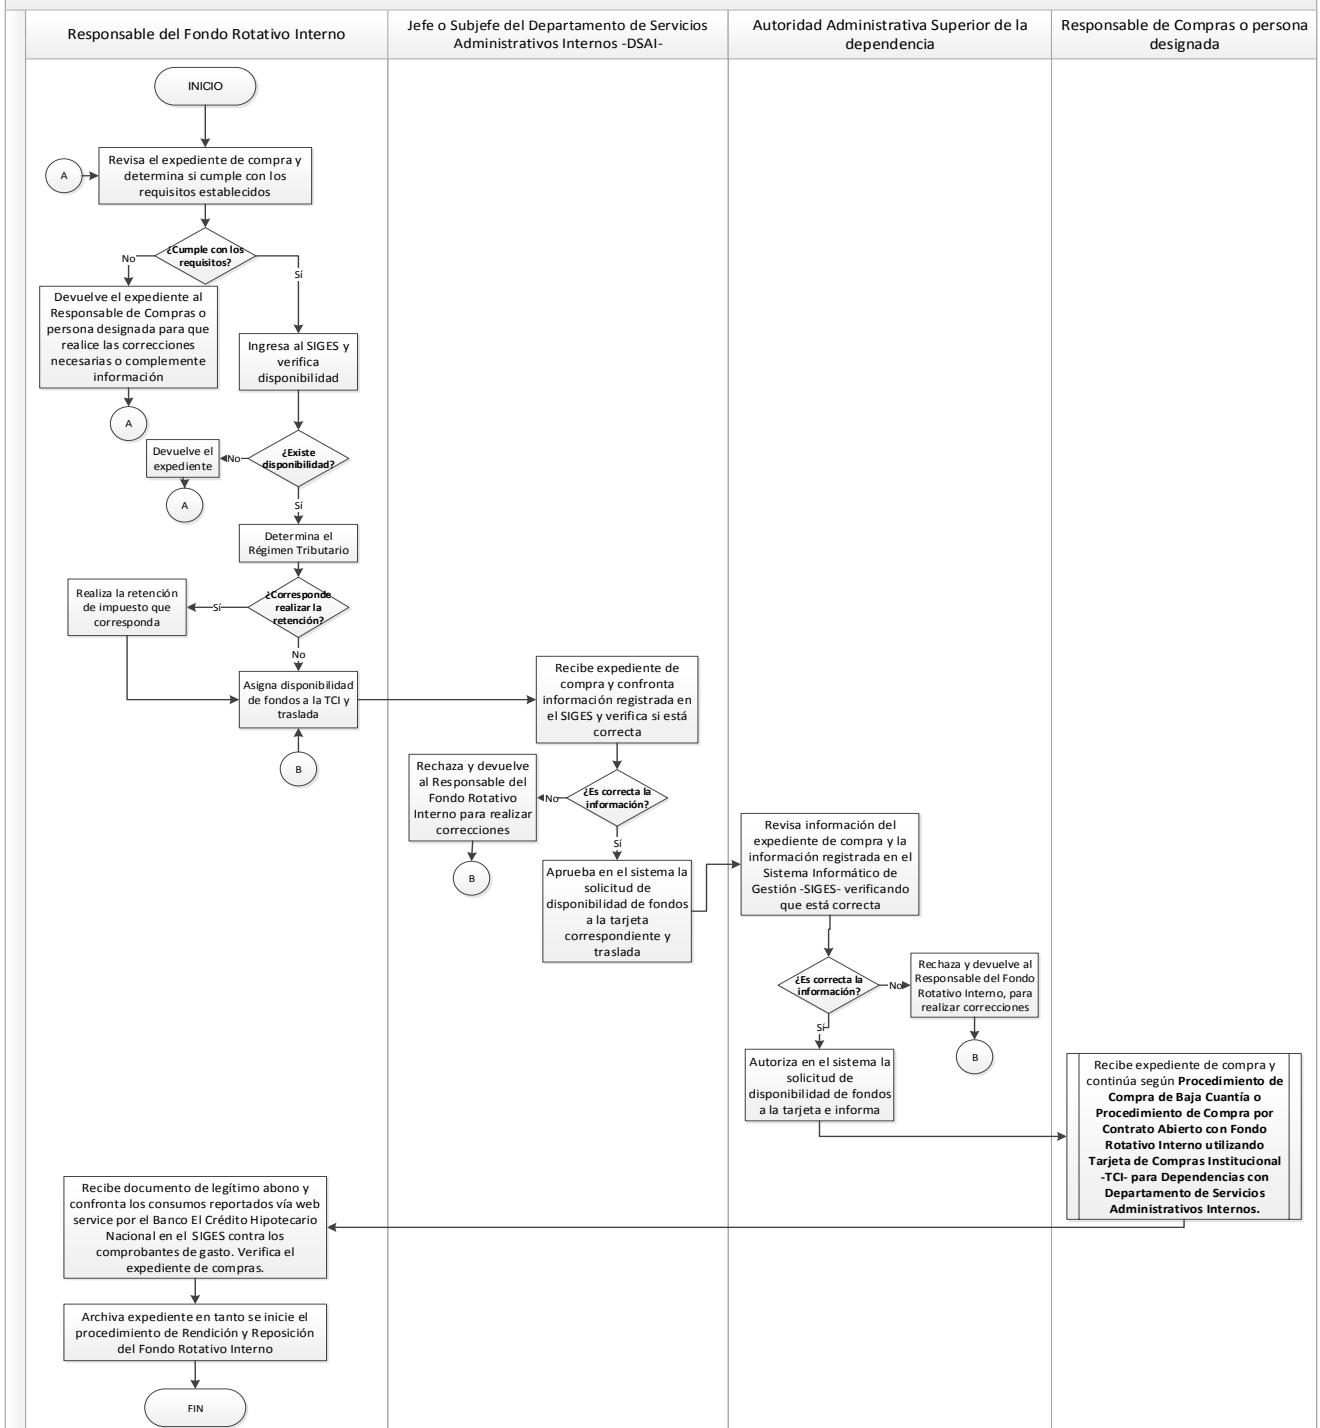 Responsable del Fondo Rotativo Interno
Jefe o Subjefe del Departamento de Servicios
Administrativos Internos -DSAI-
Autoridad Administrativa Superior de la
dependencia
Responsable de Compras o persona
designada
INICIO
A
Revisa el expediente de compra y
determina si cumple con los
requisitos establecidos
¿Cumple con los
requisitos?
No
Sí
Devuelve el expediente al
Responsable de Compras o
persona designada para que
realice las correcciones
necesarias o complemente
información
A
Ingresa al SIGES y
verifica
disponibilidad
¿Existe
disponibilidad?
No
Devuelve el
expediente
A
Sí
Determina el
Régimen Tributario
¿Corresponde
realizar la
retención?
Sí
Realiza la retención
de impuesto que
corresponda
No
Asigna disponibilidad
de fondos a la TCI y
traslada
B
Recibe expediente de
compra y confronta
información registrada en
el SIGES y verifica si está
correcta
¿Es correcta la
información?
No
Rechaza y devuelve
al Responsable del
Fondo Rotativo
Interno para realizar
correcciones
B
Sí
Aprueba en el sistema la
solicitud de
disponibilidad de fondos
a la tarjeta
correspondiente y
traslada
Revisa información del
expediente de compra y la
información registrada en el
Sistema Informático de
Gestión -SIGES- verificando
que está correcta
¿Es correcta la
información?
No
Rechaza y devuelve al
Responsable del Fondo
Rotativo Interno, para
realizar correcciones
B
Sí
Autoriza en el sistema la
solicitud de
disponibilidad de fondos
a la tarjeta e informa
Recibe expediente de compra y
continúa según Procedimiento de
Compra de Baja Cuantía o
Procedimiento de Compra por
Contrato Abierto con Fondo
Rotativo Interno utilizando
Tarjeta de Compras Institucional
-TCI- para Dependencias con
Departamento de Servicios
Administrativos Internos.
Recibe documento de legítimo abono y
confronta los consumos reportados vía web
service por el Banco El Crédito Hipotecario
Nacional en el SIGES contra los
comprobantes de gasto. Verifica el
expediente de compras.
Archiva expediente en tanto se inicie el
procedimiento de Rendición y Reposición
del Fondo Rotativo Interno
FIN